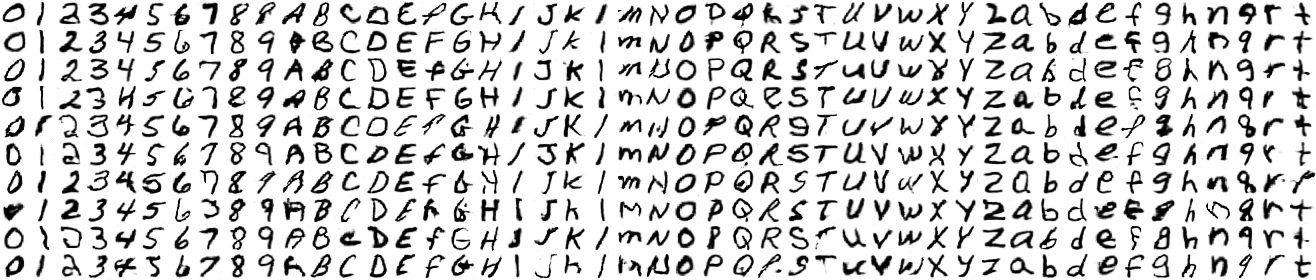 0 1 2 3 4 5 6 7 8 9 A B C D E F G H I J K l m N O P Q R S T U V W X Y Z a b d e f g h n q r t
0 1 2 3 4 5 6 7 8 9 A B C D E F G H I J K l m N O P Q R S T U V W X Y Z a b d e f g h n q r t
0 1 2 3 4 5 6 7 8 9 A B C D E F G H I J K l m N O P Q R S T U V W X Y Z a b d e f g h n q r t
0 1 2 3 4 5 6 7 8 9 A B C D E F G H I J K l m N O P Q R S T U V W X Y Z a b d e f g h n q r t
0 1 2 3 4 5 6 7 8 9 A B C D E F G H I J K l m N O P Q R S T U V W X Y Z a b d e f g h n q r t
0 1 2 3 4 5 6 7 8 9 A B C D E F G H I J K l m N O P Q R S T U V W X Y Z a b d e f g h n q r t
0 1 2 3 4 5 6 7 8 9 A B C D E F G H I J K l m N O P Q R S T U V W X Y Z a b d e f g h n q r t
1 2 3 4 5 6 3 8 9 A B C D E h G H I J h l m N O P Q R S T U V W X Y Z a b d e g h n q r t
0 1 2 3 4 5 6 7 8 9 A B C D E F G H I J K l m N O P Q R S T U V W X Y Z a b d e f g h n q r t
0 1 2 3 4 5 6 7 8 9 A B C D E F G H I J h l m N O P Q R S T U V W X Y Z a b d e f g h n q r t